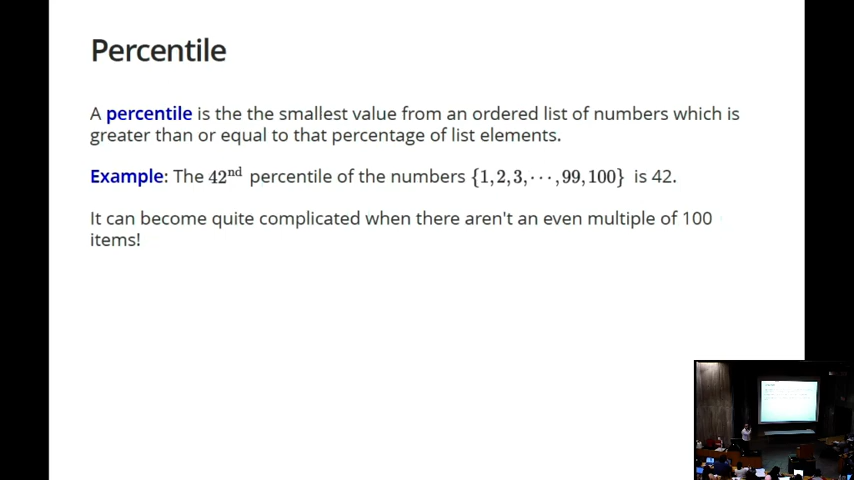 Percentile
A percentile is the the smallest value from an ordered list of numbers which is
greater than or equal to that percentage of list elements.
Example: The 42nd percentile of the numbers {1, 2, 3, ⋯ , 99, 100} is 42.
It can become quite complicated when there aren't an even multiple of 100
items!